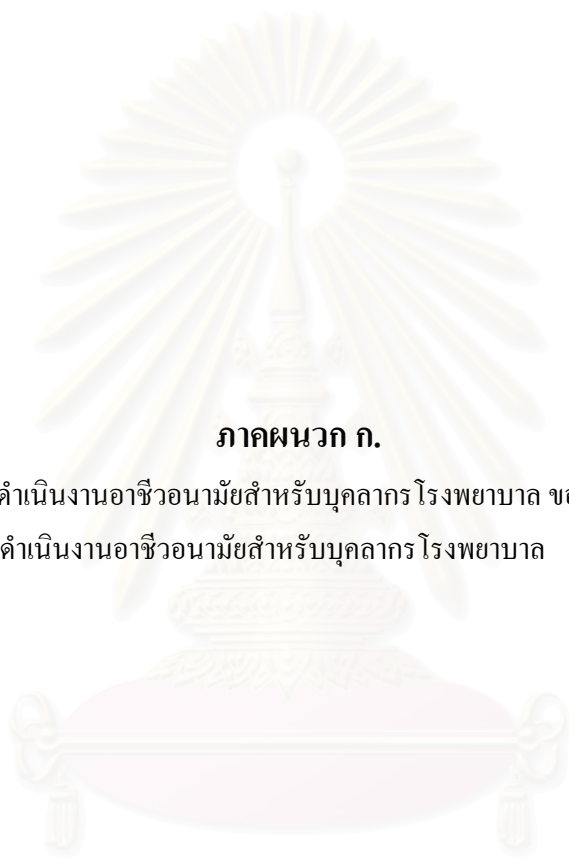 ภาคผนวก ก.
ดำเนินงานอาชีวอนามัยสำหรับบุคลากรโรงพยาบาล
ดำเนินงานอาชีวอนามัยสำหรับบุคลากรโรงพยาบาล